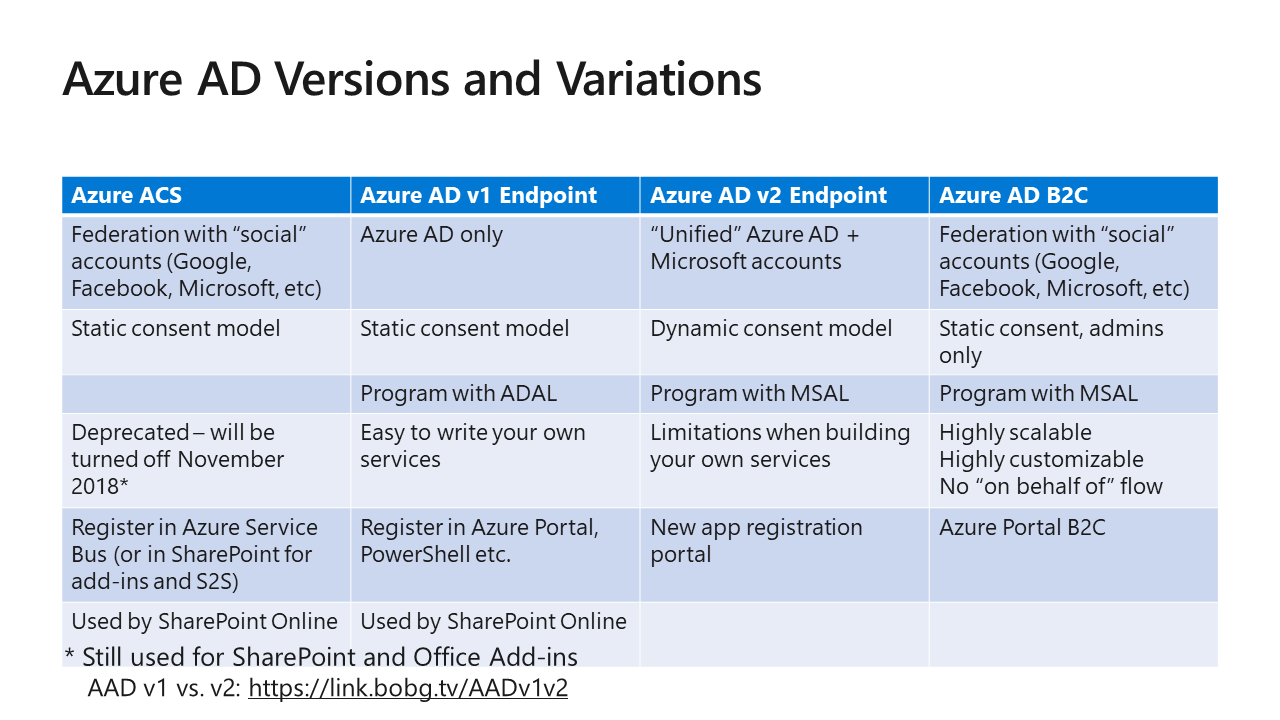 Azure AD Versions and Variations
Azure ACS
Azure AD v1 Endpoint
Azure AD v2 Endpoint
Azure AD B2C
Federation with “social”
accounts (Google,
Facebook, Microsoft, etc)
Azure AD only
“Unified” Azure AD +
Microsoft accounts
Federation with “social”
accounts (Google,
Facebook, Microsoft, etc)
Static consent model
Static consent model
Dynamic consent model
Static consent, admins
only
Program with ADAL
Program with MSAL
Program with MSAL
Deprecated – will be
turned off November
2018*
Easy to write your own
services
Limitations when building
your own services
Highly scalable
Highly customizable
No “on behalf of” flow
Register in Azure Service
Bus (or in SharePoint for
add-ins and S2S)
Register in Azure Portal,
PowerShell etc.
New app registration
portal
Azure Portal B2C
Used by SharePoint Online
Used by SharePoint Online
* Still used for SharePoint and Office Add-ins
AAD v1 vs. v2: https://link.bobg.tv/AADv1v2